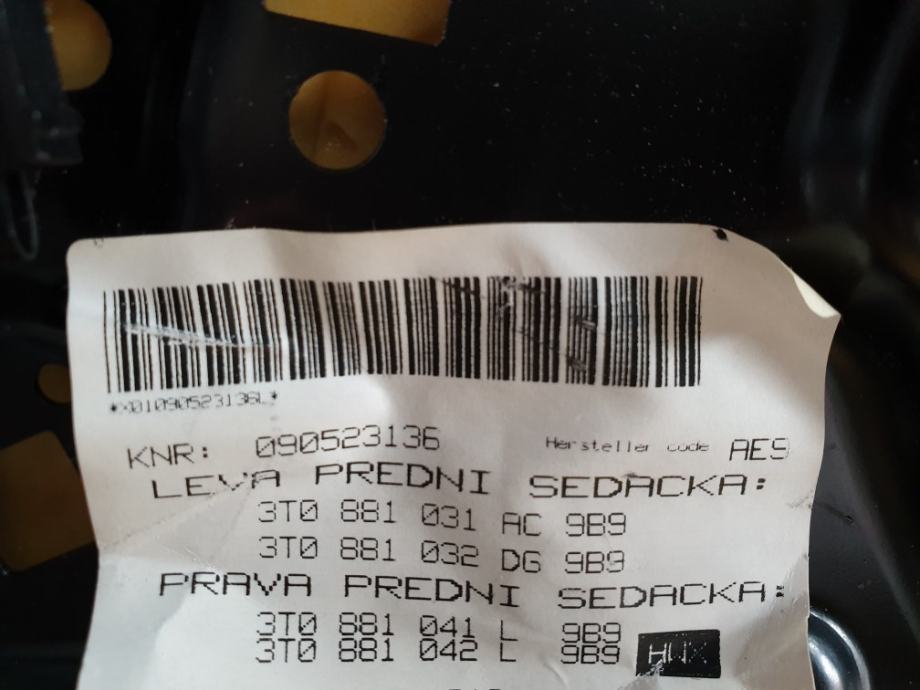 *X01090523136L*
KNR: 090523136 Hersteller code AES
LEVA PREDNI SEDACKA:
3T0 881 031 AC 9B9
3T0 881 032 DG 9B9
PRAVA PREDNI SEDACKA:
3T0 881 041 L 9B9
3T0 881 042 L 9B9